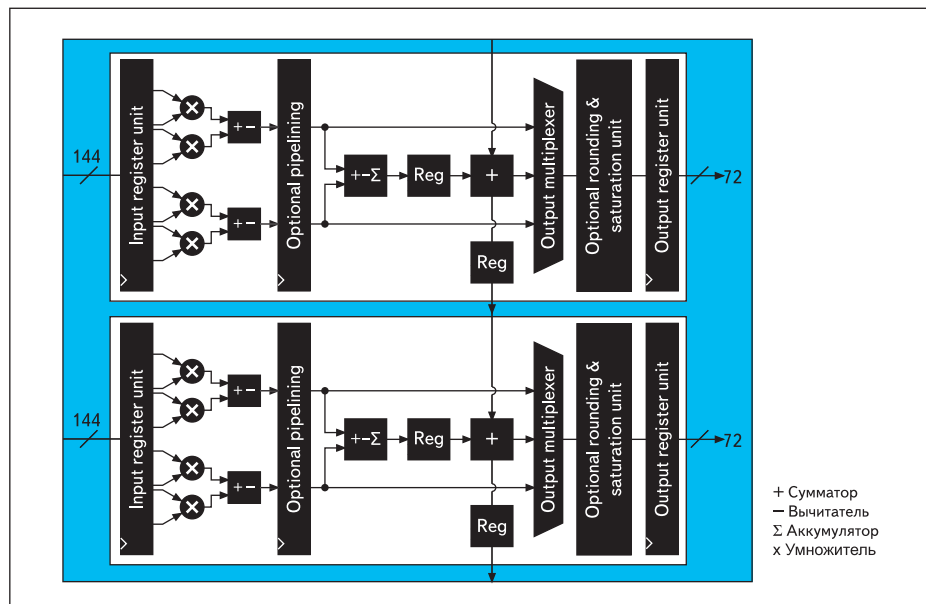 144
Input register unit
+ −
+ −
Optional pipelining
+−Σ
Reg
+
Reg
Output multiplexer
Optional rounding &
saturation unit
Output register unit
72
144
Input register unit
+ −
+ −
Optional pipelining
+−Σ
Reg
+
Reg
Output multiplexer
Optional rounding &
saturation unit
Output register unit
72
+ Сумматор
− Вычитатель
Σ Аккумулятор
x Умножитель